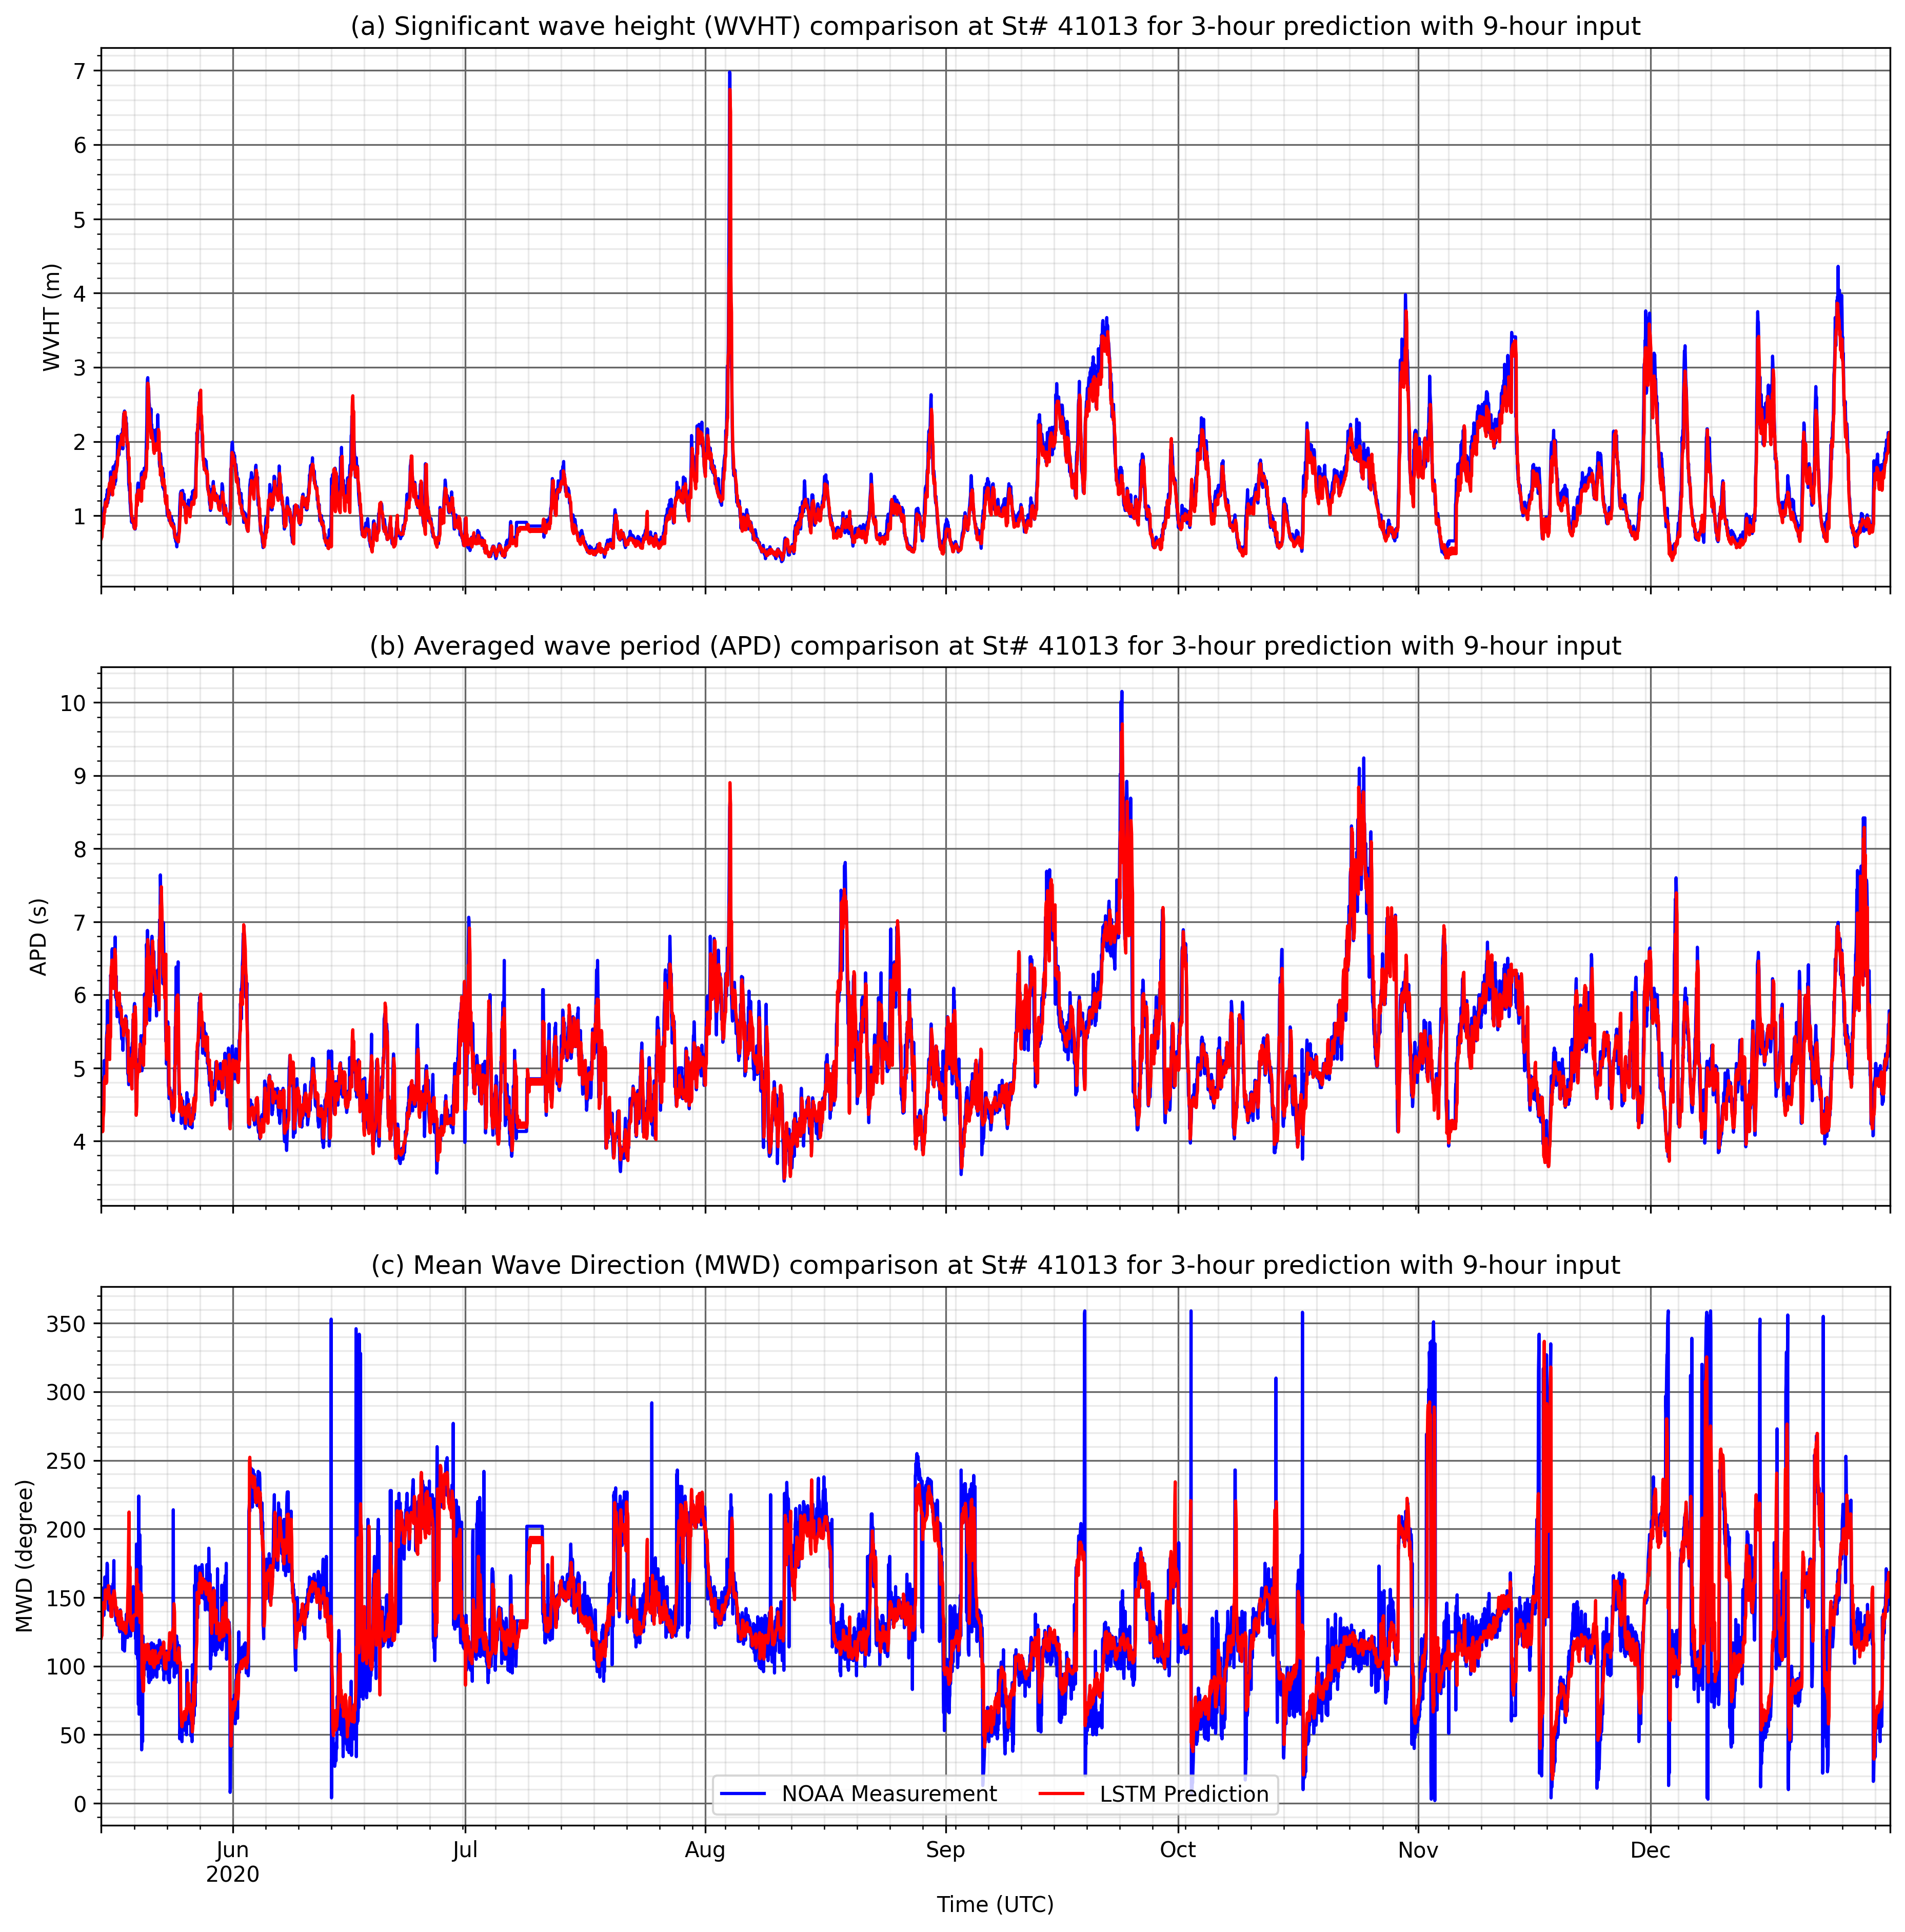 (a) Significant wave height (WVHT) comparison at St# 41013 for 3-hour prediction with 9-hour input
7
6
5
4
3
2
1
WVHT (m)
(b) Averaged wave period (APD) comparison at St# 41013 for 3-hour prediction with 9-hour input
10
9
8
7
6
5
4
APD (s)
(c) Mean Wave Direction (MWD) comparison at St# 41013 for 3-hour prediction with 9-hour input
350
300
250
200
150
100
50
0
MWD (degree)
NOAA Measurement LSTM Prediction
Jun Jul Aug Sep Oct Nov Dec
2020
Time (UTC)